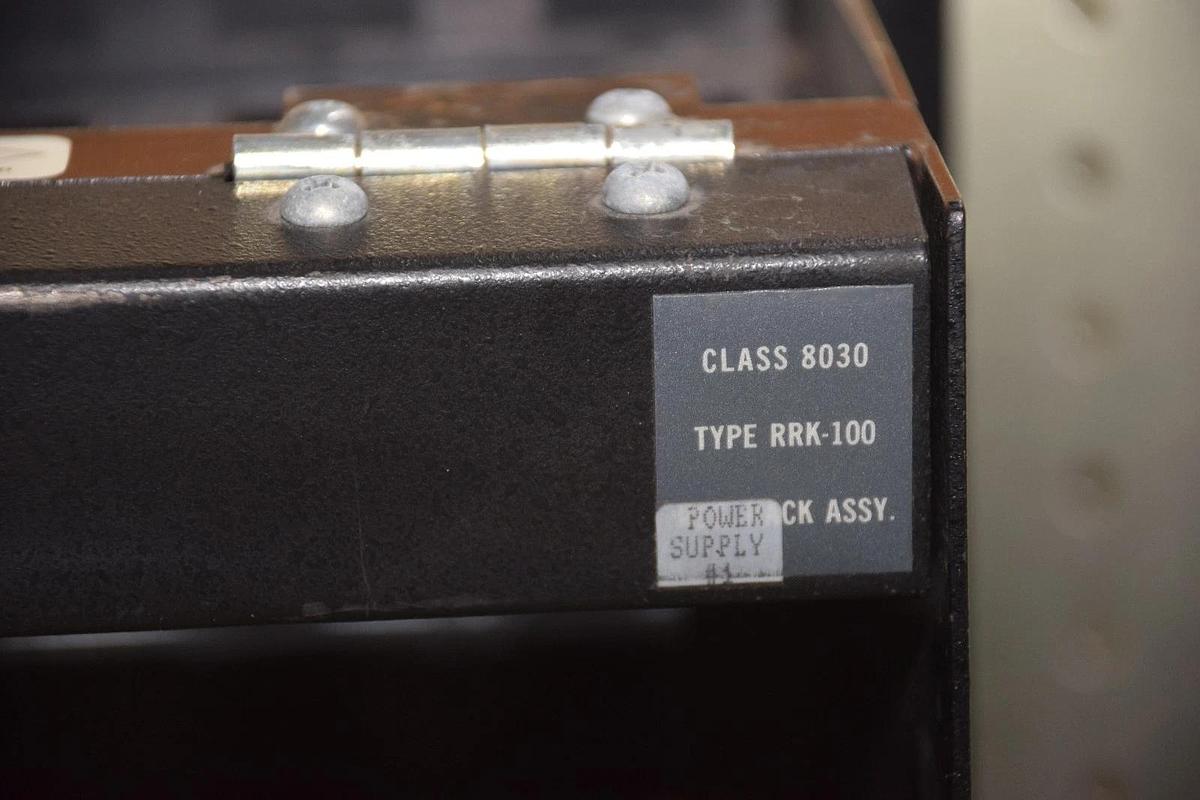 CLASS 8030
TYPE RRK-100
CK ASSY.
POWER
SUPPLY
#1